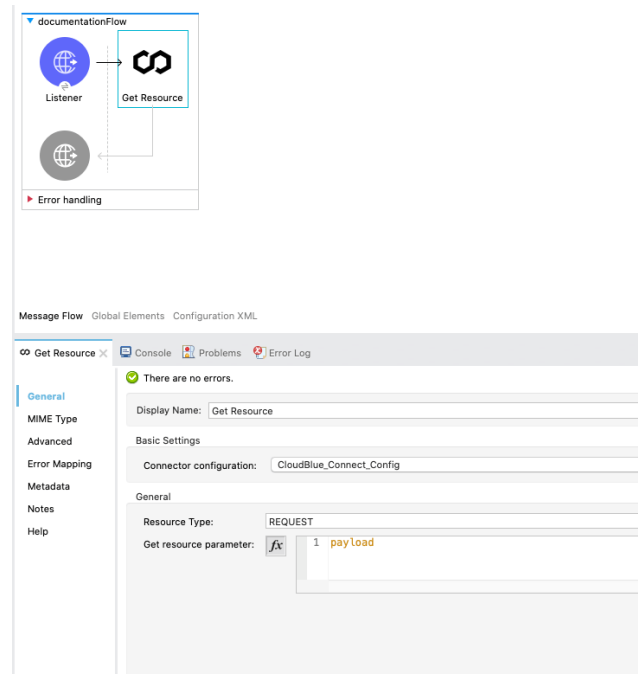 documentationFlow
Listener
Get Resource
Error handling
Message Flow Global Elements Configuration XML
Get Resource Console Problems Error Log
There are no errors.
General
MIME Type
Advanced
Error Mapping
Metadata
Notes
Help
Display Name: Get Resource
Basic Settings
Connector configuration: CloudBlue_Connect_Config
General
Resource Type: REQUEST
Get resource parameter: fx 1 payload